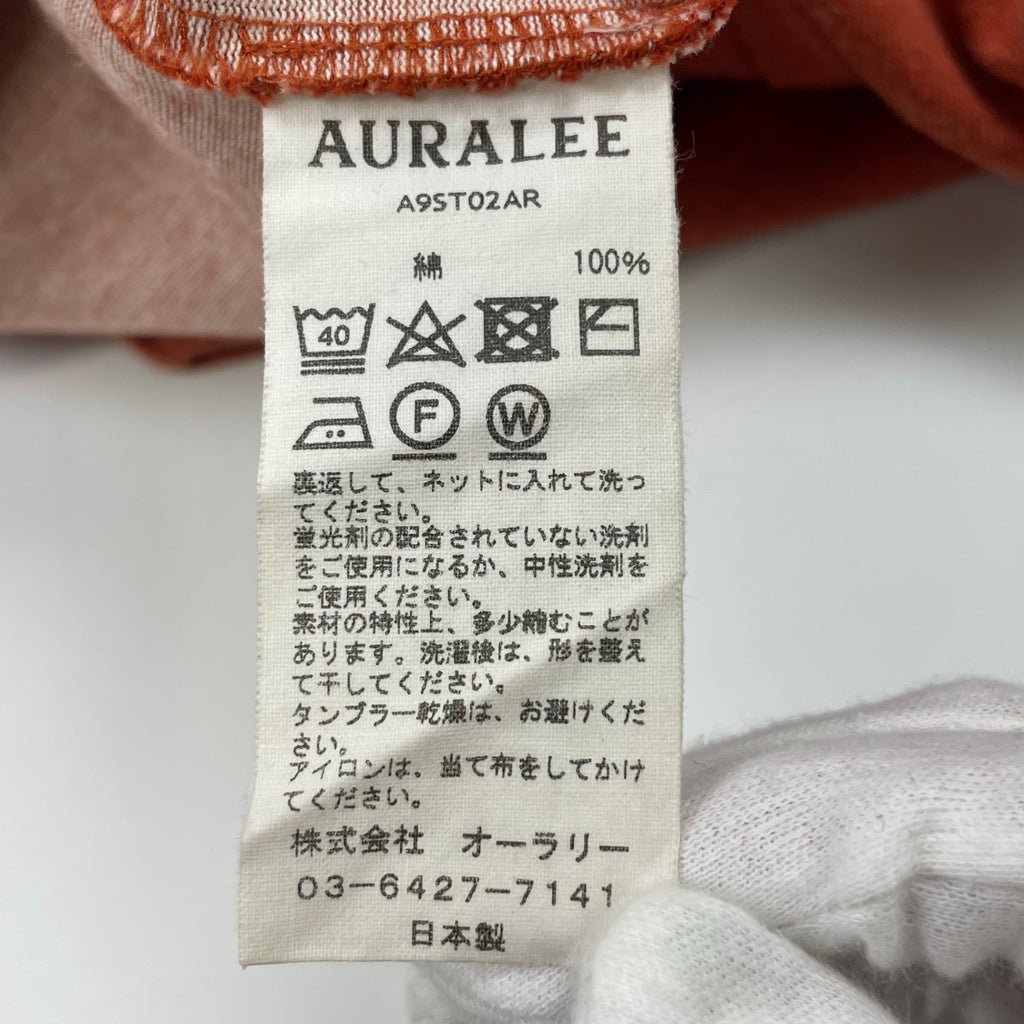 AURALEE
A9ST02AR
綿 100%
40
F W
裏返して、ネットに入れて洗っ
てください。
蛍光剤の配合されていない洗剤
をご使用になるか、中性洗剤を
ご使用ください。
素材の特性上、多少縮むことが
あります。洗濯後は、形を整え
て干してください。
タンブラー乾燥は、お避けくだ
さい。
アイロンは、当て布をしてかけ
てください。
株式会社 オーラリー
03-6427-7141
日本製